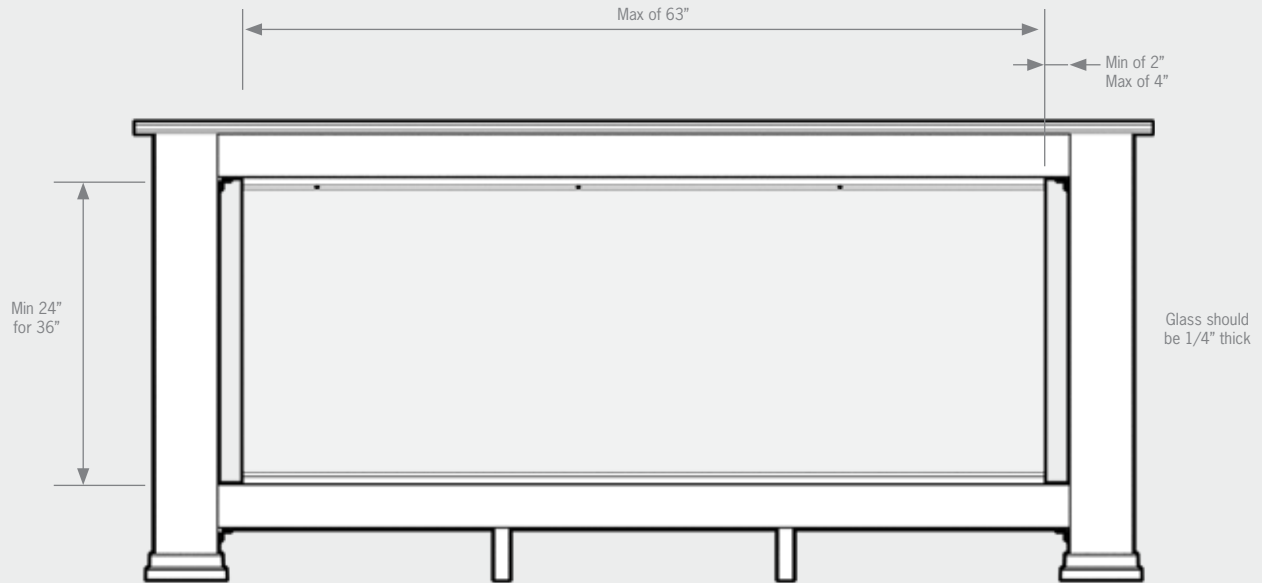 Max of 63”
Min of 2”
Max of 4”
Min 24”
for 36”
Glass should
be 1/4” thick